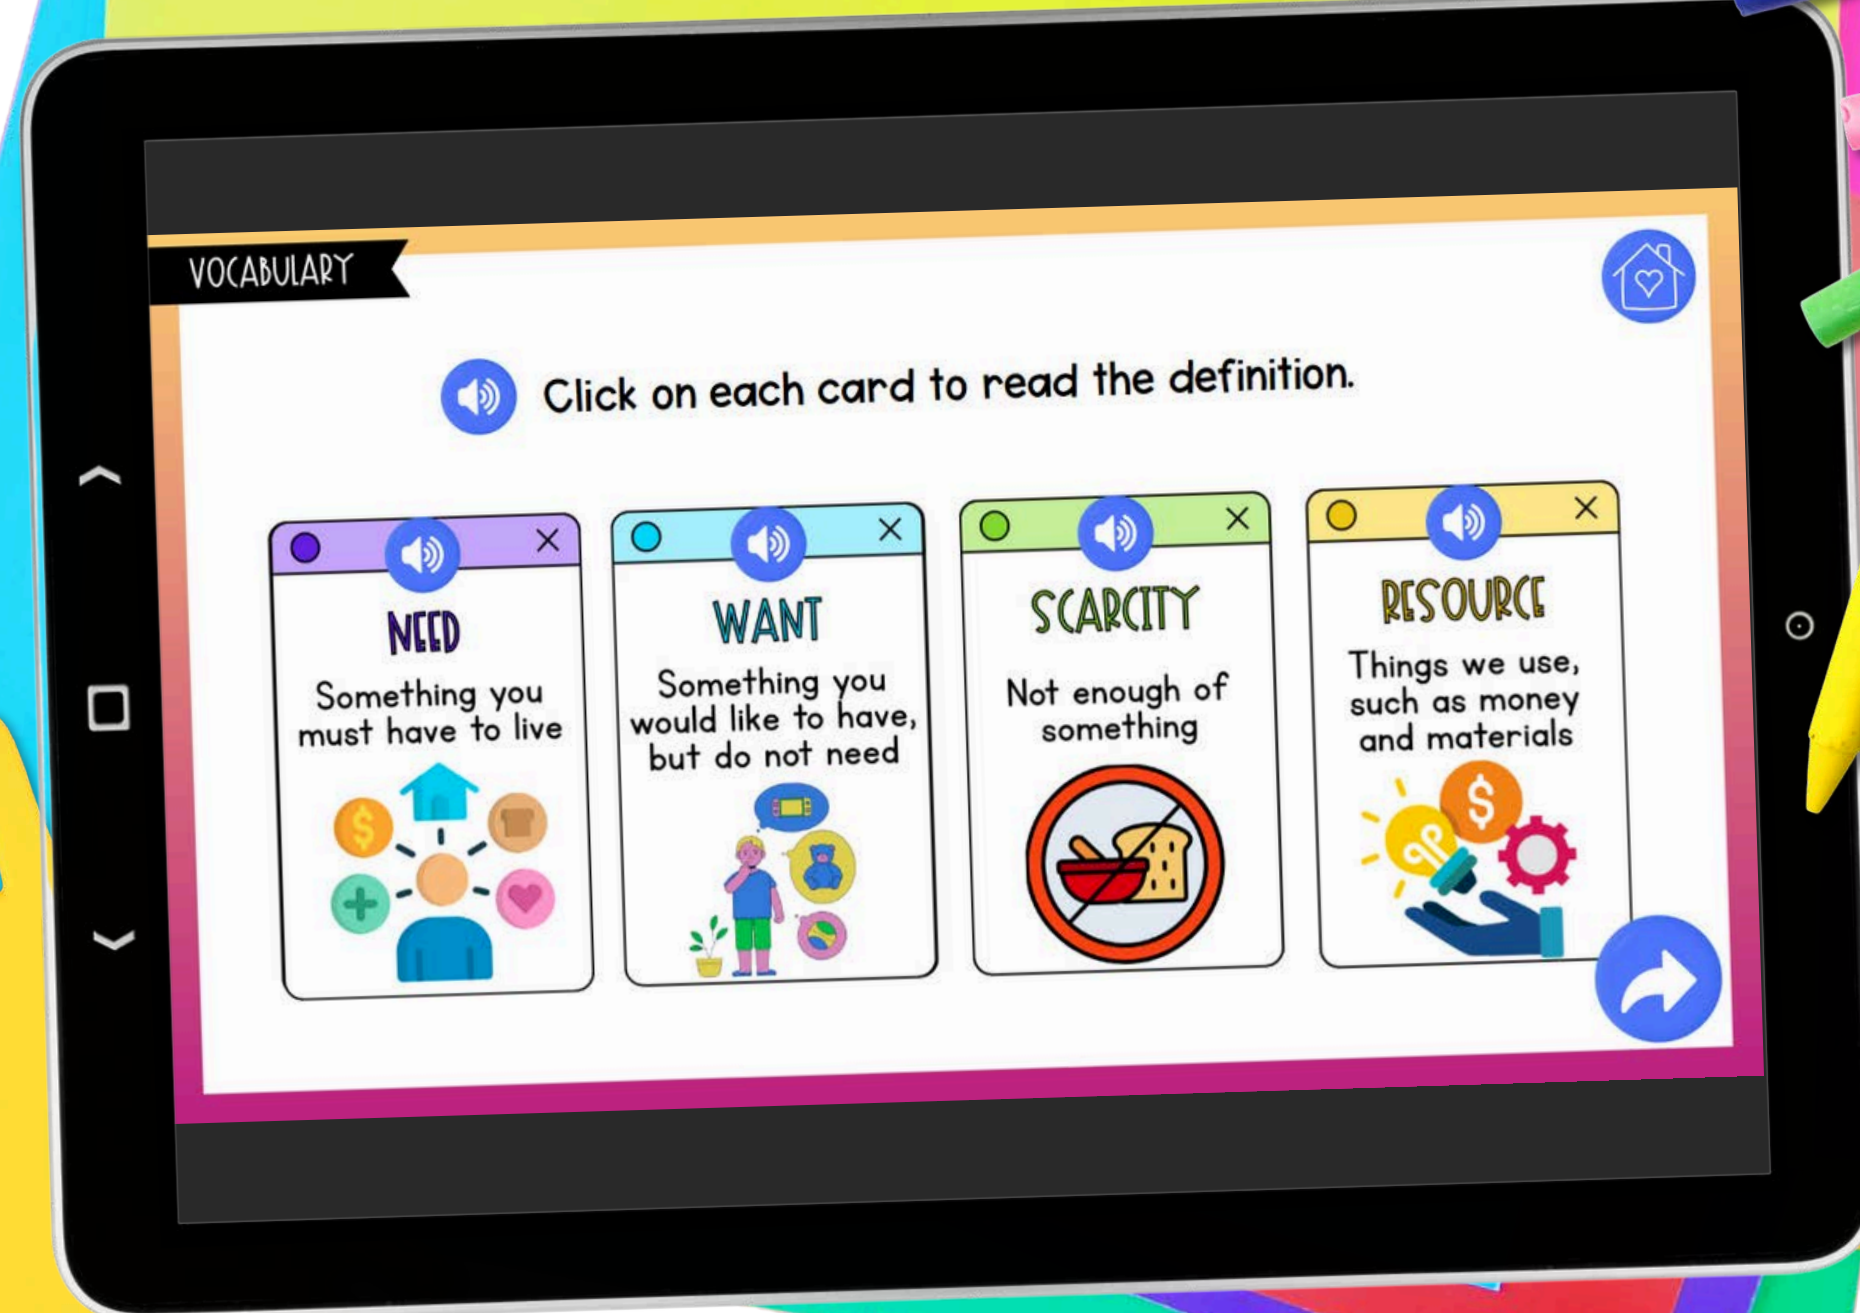 VOCABULARY
Click on each card to read the definition.
NEED
Something you
must have to live
WANT
Something you
would like to have,
but do not need
SCARCITY
Not enough of
something
RESOURCE
Things we use,
such as money
and materials